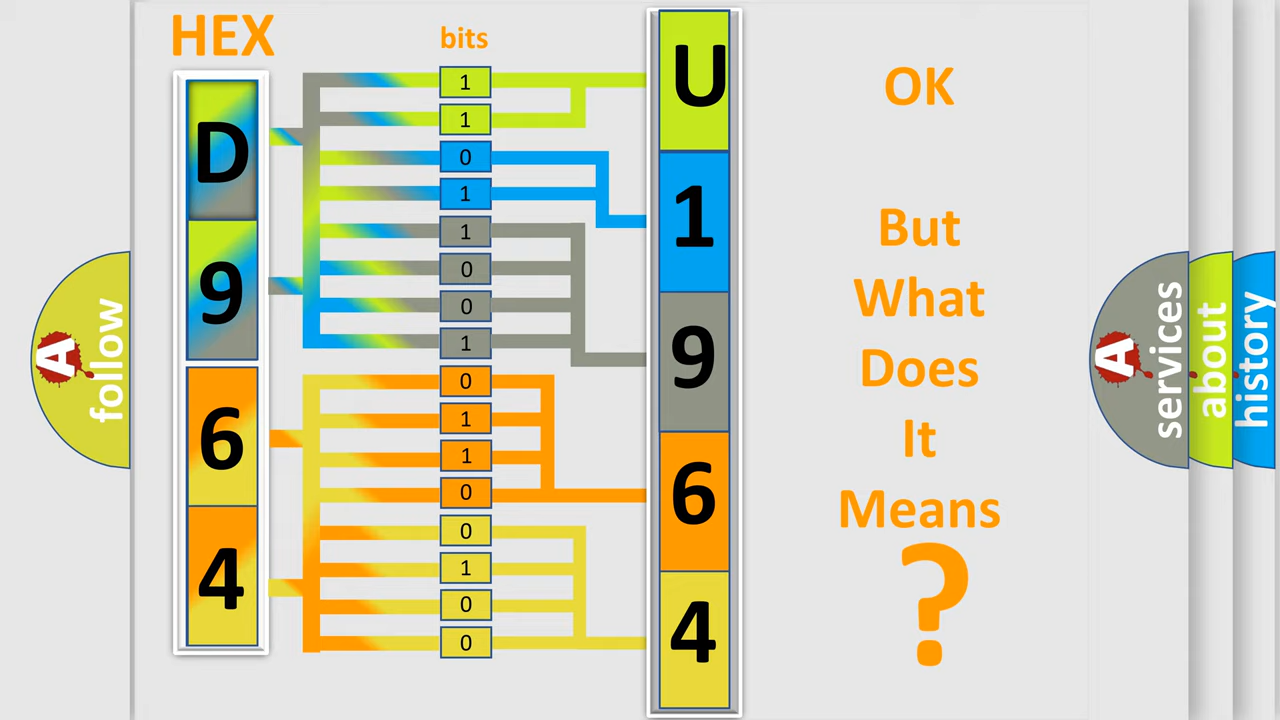 HEX
bits
D
9
6
4
1
1
0
1
1
0
0
1
0
1
1
0
0
1
0
0
U
1
9
6
4
OK
But
What
Does
It
Means
?
A
follow
A
services
about
history